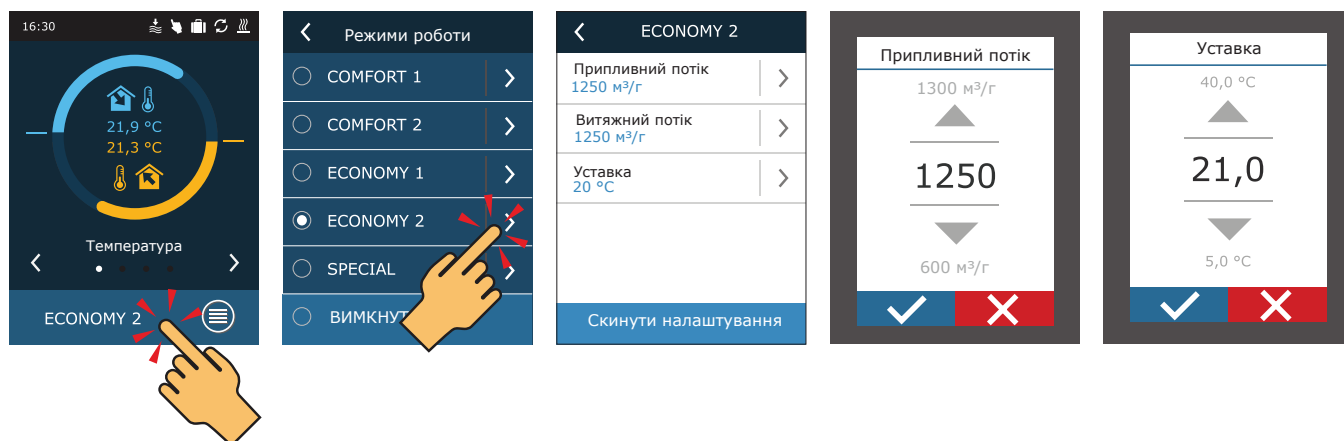 16:30
21,9 °C
21,3 °C
Температура
ECONOMY 2
Режими роботи
COMFORT 1
COMFORT 2
ECONOMY 1
ECONOMY 2
SPECIAL
ECONOMY 2
Припливний потік
1250 м³/г
Витяжний потік
1250 м³/г
Уставка
20 °C
Скинути налаштування
Припливний потік
1300 м³/г
1250
600 м³/г
Уставка
40,0 °C
21,0
5,0 °C